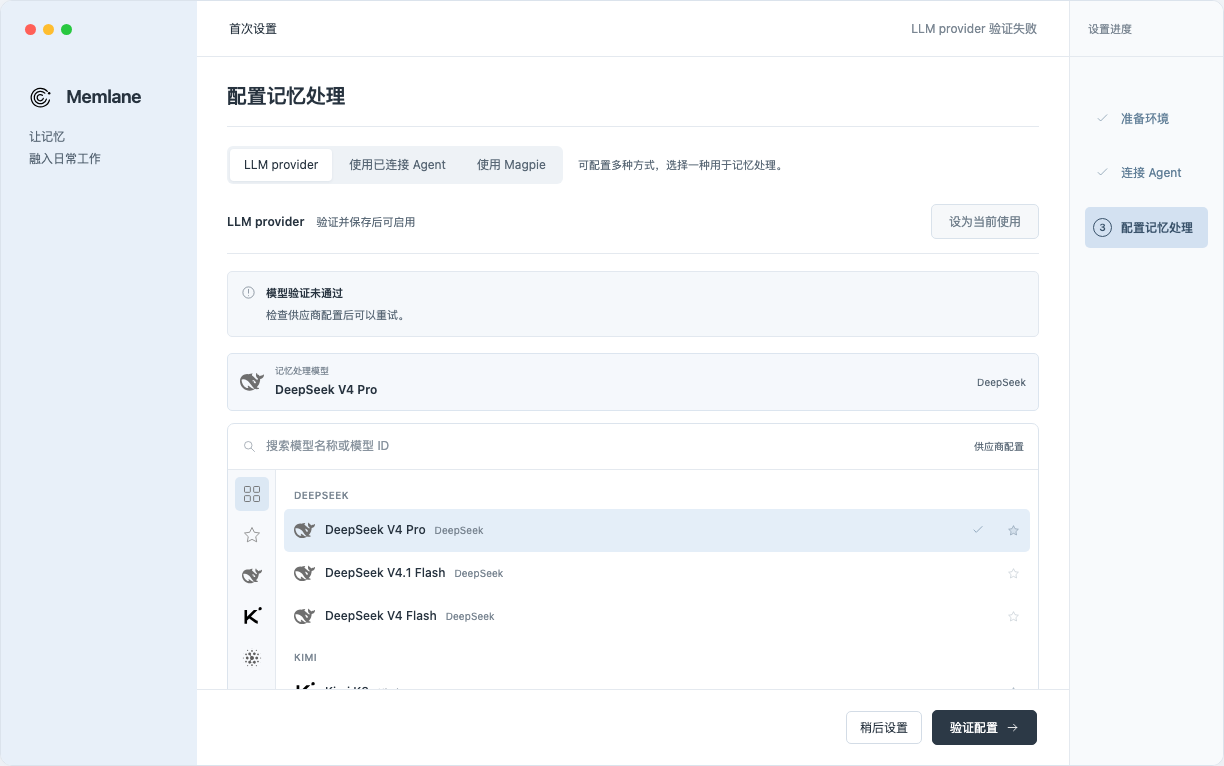 首次设置
LLM provider 验证失败
设置进度
Memlane
让记忆
融入日常工作
配置记忆处理
LLM provider
使用已连接 Agent
使用 Magpie
可配置多种方式，选择一种用于记忆处理。
LLM provider 验证并保存后可启用
设为当前使用
模型验证未通过
检查供应商配置后可以重试。
记忆处理模型
DeepSeek V4 Pro
DeepSeek
搜索模型名称或模型 ID
供应商配置
DEEPSEEK
DeepSeek V4 Pro DeepSeek
DeepSeek V4.1 Flash DeepSeek
DeepSeek V4 Flash DeepSeek
KIMI
稍后设置
验证配置 →
准备环境
连接 Agent
3 配置记忆处理